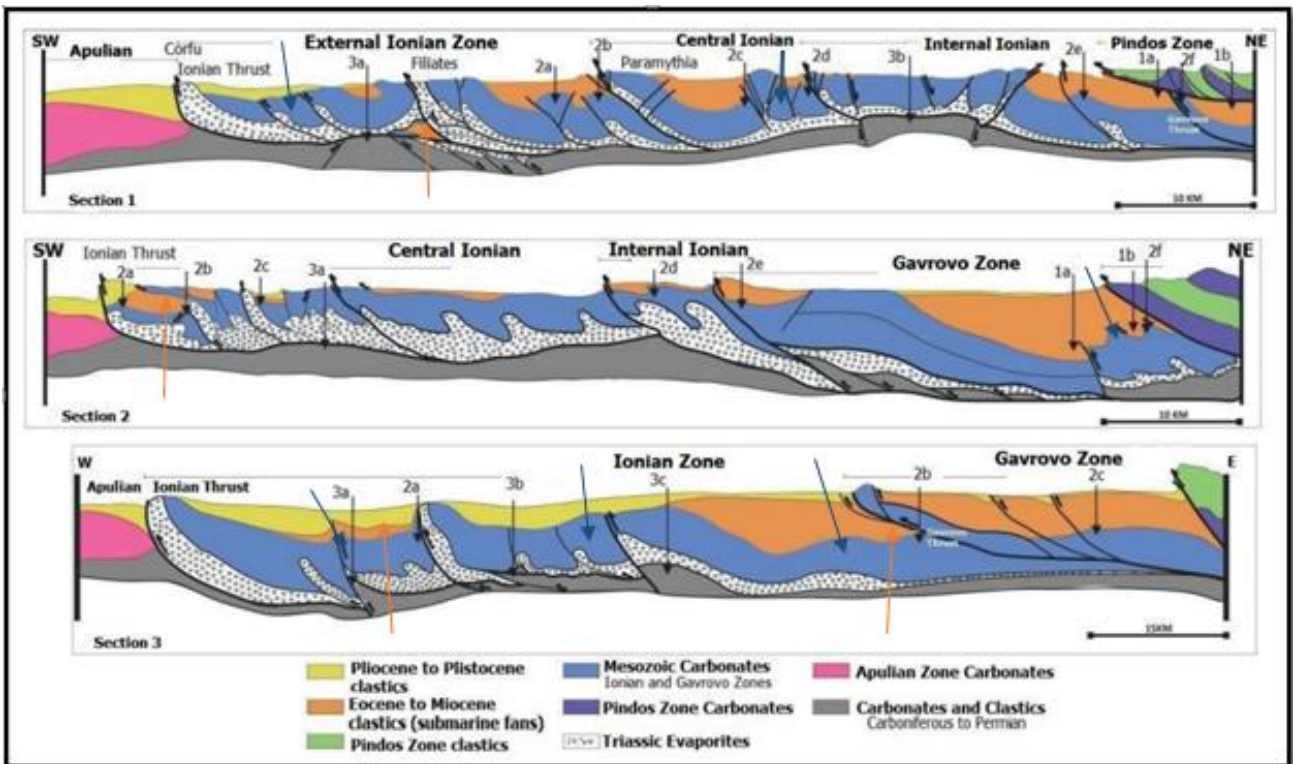 SW Apulian Córfu External Ionian Zone 2b Central Ionian 2d Internal Ionian 2e Pindos Zone NE
Ionian Thrust 3a Filiates 2a Paramythia 2c 3b 1a 2f 1b
Gavrovo
Thrust
Section 1
10 KM
SW Ionian Thrust Central Ionian Internal Ionian NE
2a 2b 2c 3a 2d 2e Gavrovo Zone 1a 1b 2f
Section 2
10 KM
W Ionian Zone Gavrovo Zone E
Apulian Ionian Thrust 3a 2a 3b 3c 2b 2c
Thrust
Section 3
15KM
Pliocene to Plistocene
clastics
Eocene to Miocene
clastics (submarine fans)
Pindos Zone clastics
Mesozoic Carbonates
Ionian and Gavrovo Zones
Pindos Zone Carbonates
Triassic Evaporites
Apulian Zone Carbonates
Carbonates and Clastics
Carboniferous to Permian